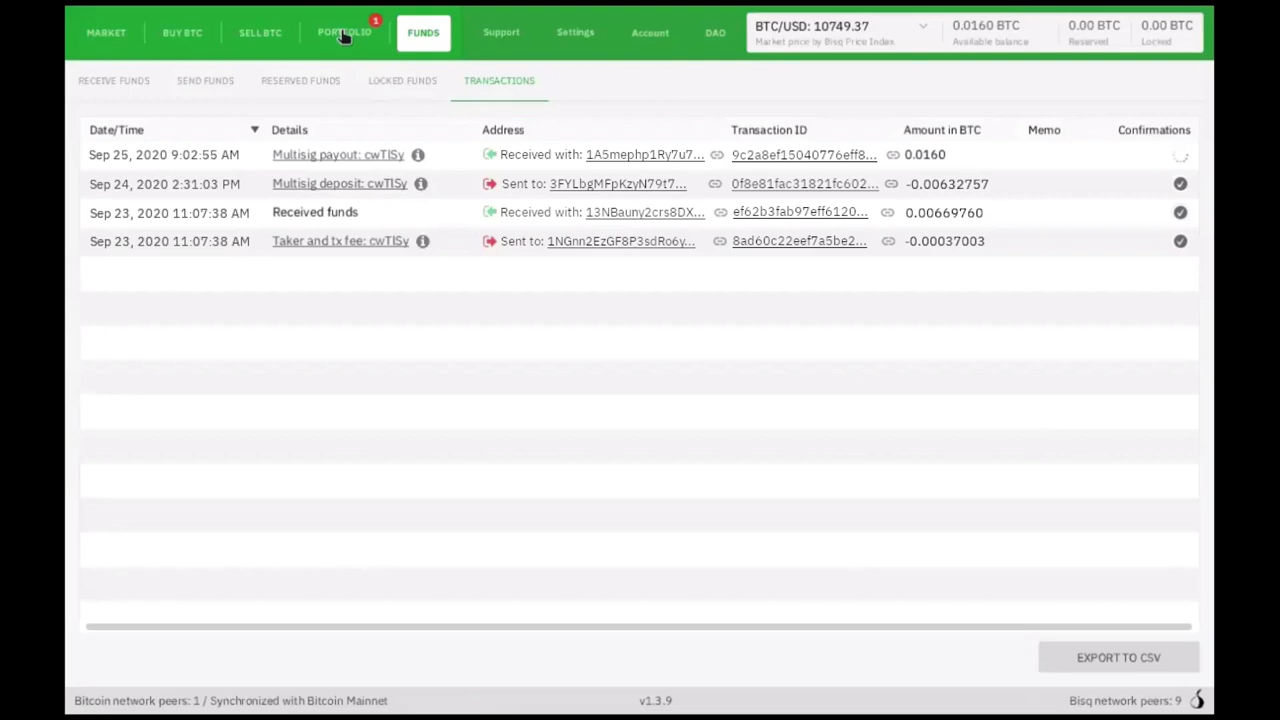 MARKET BUY BTC SELL BTC PORTFOLIO 1 FUNDS Support Settings Account DAO
BTC/USD: 10749.37 0.0160 BTC 0.00 BTC 0.00 BTC
Market price by Bisq Price Index Available balance Reserved Locked
RECEIVE FUNDS SEND FUNDS RESERVED FUNDS LOCKED FUNDS TRANSACTIONS
Date/Time Details Address Transaction ID Amount in BTC Memo Confirmations
Sep 25, 2020 9:02:55 AM Multisig payout: cwTlSy Received with: 1A5mephp1Ry7u7... 9c2a8ef15040776eff8... 0.0160
Sep 24, 2020 2:31:03 PM Multisig deposit: cwTlSy Sent to: 3FYLbgMFpKzyN79t7... 0f8e81fac31821fc602... -0.00632757
Sep 23, 2020 11:07:38 AM Received funds Received with: 13NBauny2crs8DX... ef62b3fab97eff6120... 0.00669760
Sep 23, 2020 11:07:38 AM Taker and tx fee: cwTlSy Sent to: 1NGnn2EzGF8P3sdRo6y... 8ad60c22eef7a5be2... -0.00037003
EXPORT TO CSV
Bitcoin network peers: 1 / Synchronized with Bitcoin Mainnet v1.3.9 Bisq network peers: 9